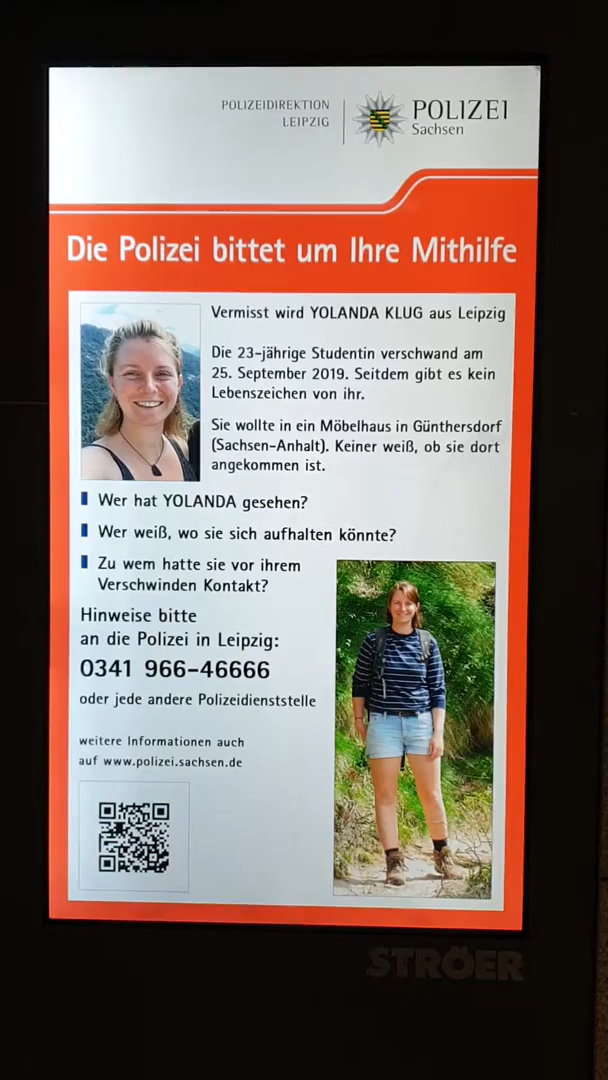 POLIZEIDIREKTION
LEIPZIG
POLIZEI
Sachsen
Die Polizei bittet um Ihre Mithilfe
Vermisst wird YOLANDA KLUG aus Leipzig
Die 23-jährige Studentin verschwand am
25. September 2019. Seitdem gibt es kein
Lebenszeichen von ihr.
Sie wollte in ein Möbelhaus in Günthersdorf
(Sachsen-Anhalt). Keiner weiß, ob sie dort
angekommen ist.
Wer hat YOLANDA gesehen?
Wer weiß, wo sie sich aufhalten könnte?
Zu wem hatte sie vor ihrem
Verschwinden Kontakt?
Hinweise bitte
an die Polizei in Leipzig:
0341 966-46666
oder jede andere Polizeidienststelle
weitere Informationen auch
auf www.polizei.sachsen.de
STRÖER